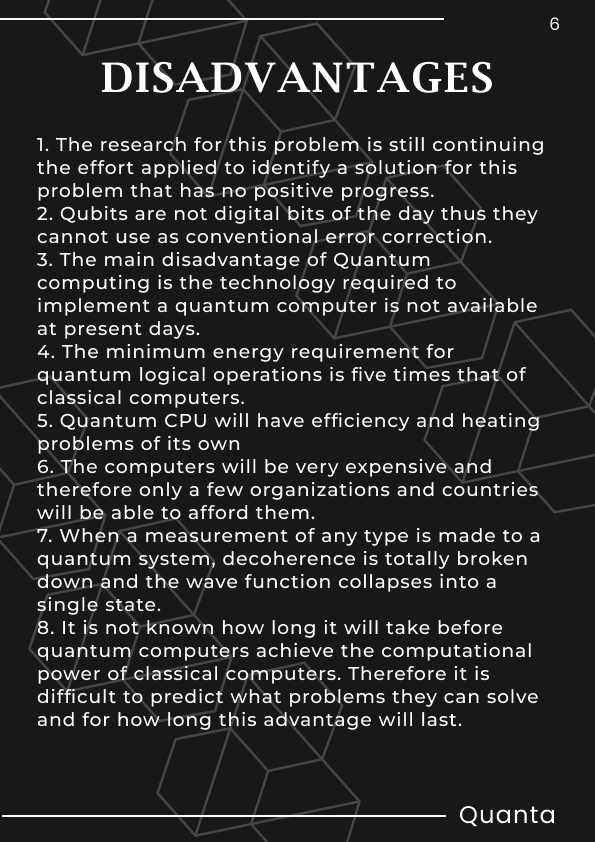 6
DISADVANTAGES
1. The research for this problem is still continuing
the effort applied to identify a solution for this
problem that has no positive progress.
2. Qubits are not digital bits of the day thus they
cannot use as conventional error correction.
3. The main disadvantage of Quantum
computing is the technology required to
implement a quantum computer is not available
at present days.
4. The minimum energy requirement for
quantum logical operations is five times that of
classical computers.
5. Quantum CPU will have efficiency and heating
problems of its own
6. The computers will be very expensive and
therefore only a few organizations and countries
will be able to afford them.
7. When a measurement of any type is made to a
quantum system, decoherence is totally broken
down and the wave function collapses into a
single state.
8. It is not known how long it will take before
quantum computers achieve the computational
power of classical computers. Therefore it is
difficult to predict what problems they can solve
and for how long this advantage will last.
Quanta